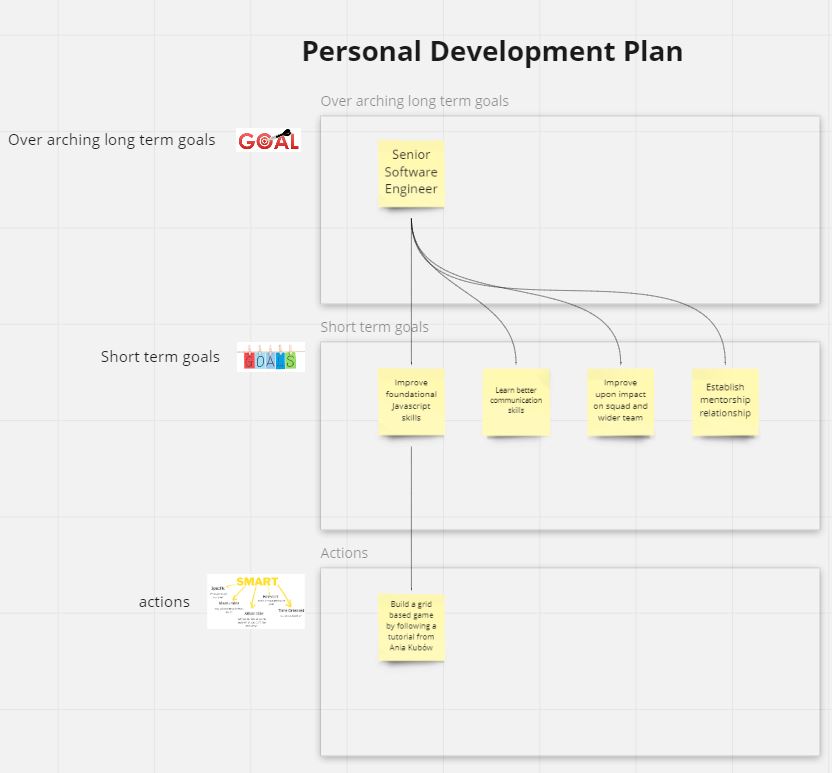 Personal Development Plan
Over arching long term goals
Over arching long term goals
GOAL
Senior
Software
Engineer
Short term goals
Short term goals
GOALS
Improve
foundational
Javascript
skills
Learn better
communication
skills
Improve
upon impact
on squad and
wider team
Establish
mentorship
relationship
Actions
actions
SMART
Specific
Measurable
Attainable
Relevant
Time Oriented
Build a grid
based game
by following a
tutorial from
Ania Kubów